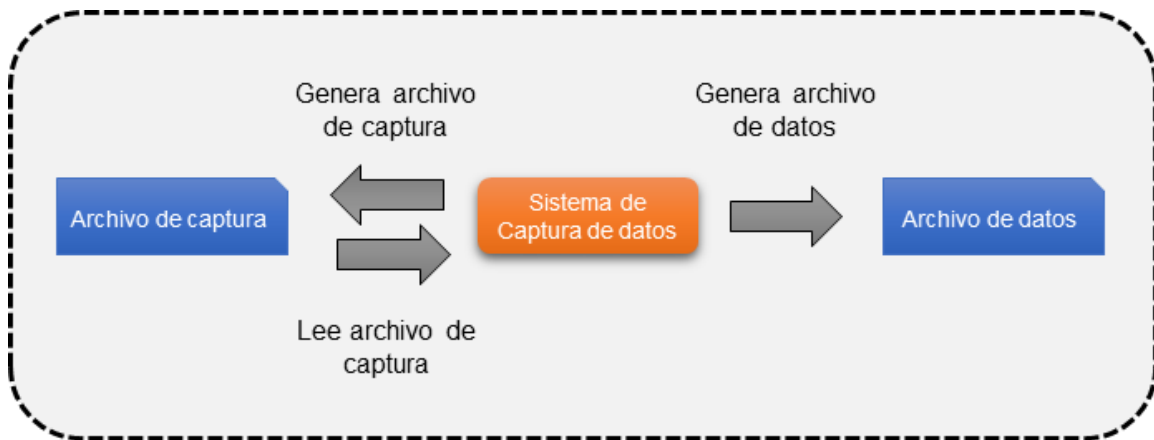 Genera archivo
de captura
Genera archivo
de datos
Archivo de captura
Sistema de
Captura de datos
Archivo de datos
Lee archivo de
captura